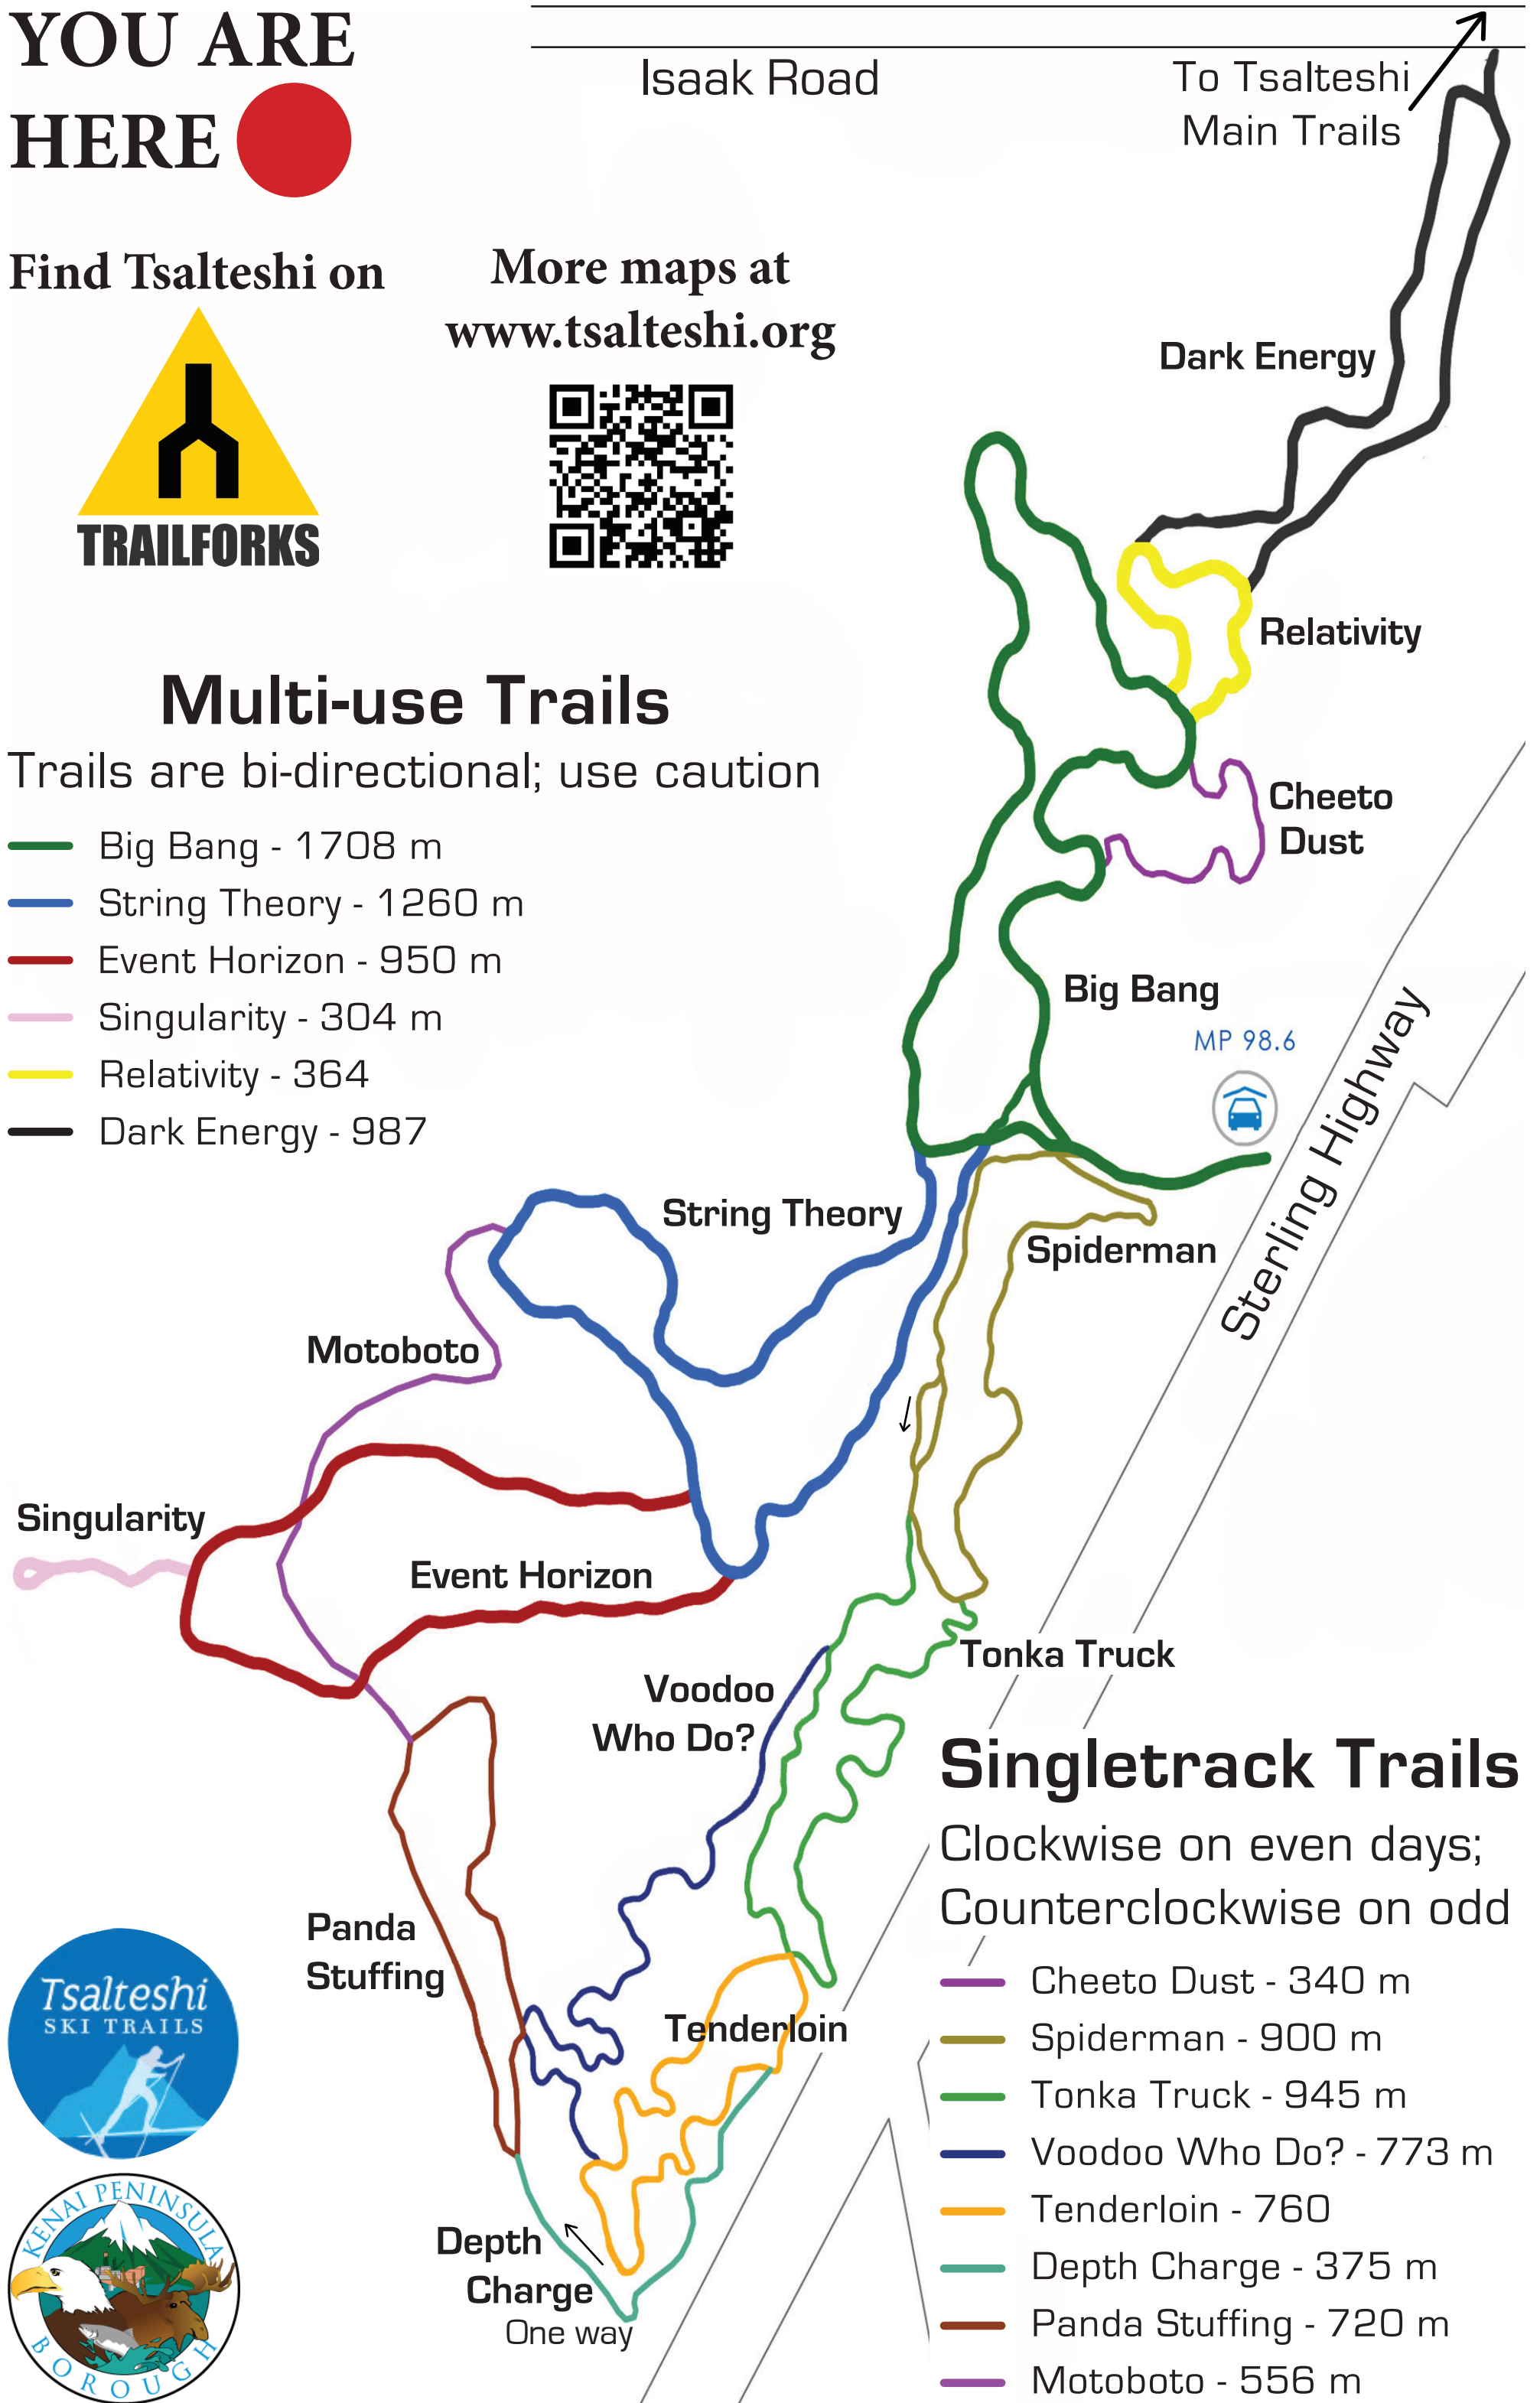 YOU ARE
HERE
Isaak Road
To Tsalteshi
Main Trails
Find Tsalteshi on
TRAILFORKS
More maps at
www.tsalteshi.org
Dark Energy
Relativity
Multi-use Trails
Trails are bi-directional; use caution
Big Bang - 1708 m
String Theory - 1260 m
Event Horizon - 950 m
Singularity - 304 m
Relativity - 364
Dark Energy - 987
Cheeto
Dust
Big Bang
MP 98.6
Sterling Highway
String Theory
Spiderman
Motoboto
Singularity
Event Horizon
Tonka Truck
Voodoo
Who Do?
Panda
Stuffing
Tenderloin
Depth
Charge
One way
Singletrack Trails
Clockwise on even days;
Counterclockwise on odd
Cheeto Dust - 340 m
Spiderman - 900 m
Tonka Truck - 945 m
Voodoo Who Do? - 773 m
Tenderloin - 760
Depth Charge - 375 m
Panda Stuffing - 720 m
Motoboto - 556 m
Tsalteshi
SKI TRAILS
KENAI PENINSULA
BOROUGH